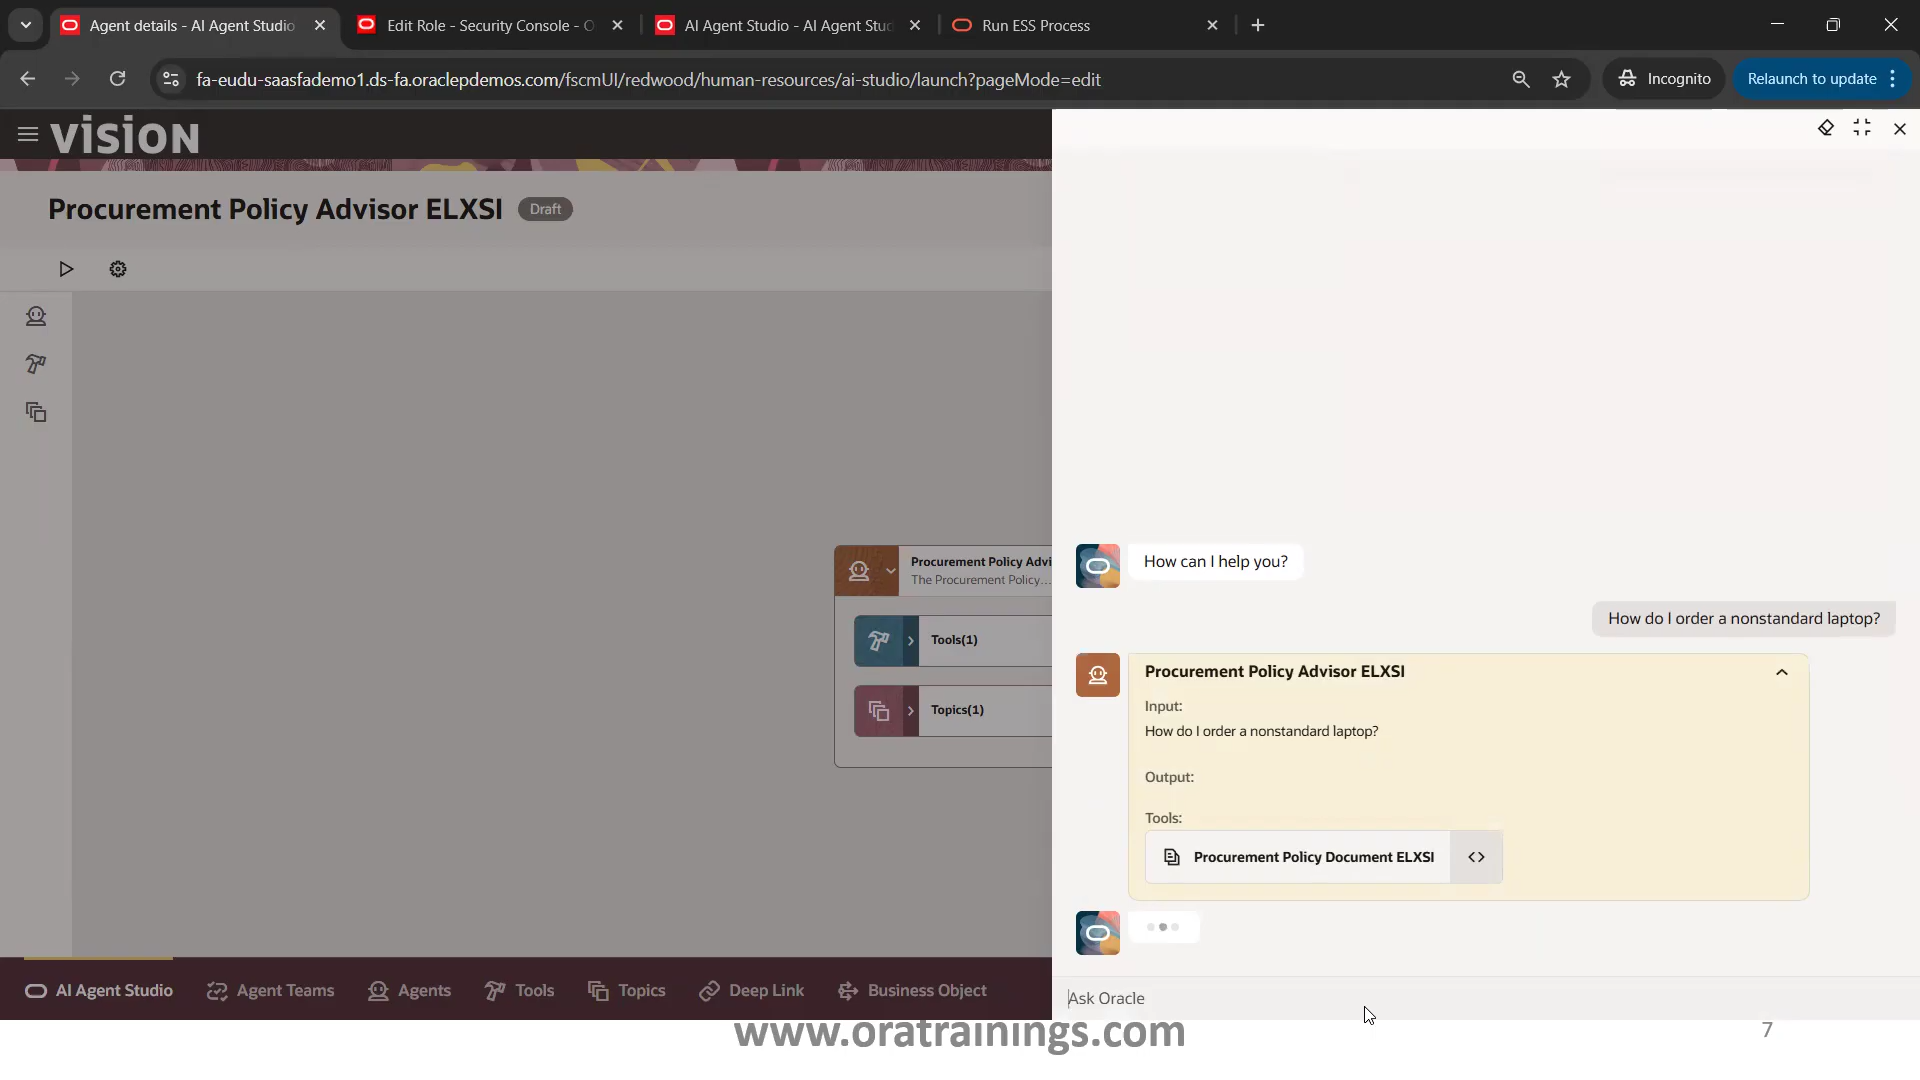 Agent details - AI Agent Studio
Edit Role - Security Console - O
AI Agent Studio - AI Agent Stud
Run ESS Process
fa-eudu-saasfademo1.ds-fa.oraclepdemos.com/fscmUI/redwood/human-resources/ai-studio/launch?pageMode=edit
Incognito
Relaunch to update
vision
Procurement Policy Advisor ELXSI
Draft
Procurement Policy Advi
The Procurement Policy...
Tools(1)
Topics(1)
How can I help you?
How do I order a nonstandard laptop?
Procurement Policy Advisor ELXSI
Input:
How do I order a nonstandard laptop?
Output:
Tools:
Procurement Policy Document ELXSI
<>
Ask Oracle
AI Agent Studio
Agent Teams
Agents
Tools
Topics
Deep Link
Business Object
www.oratrainings.com
7